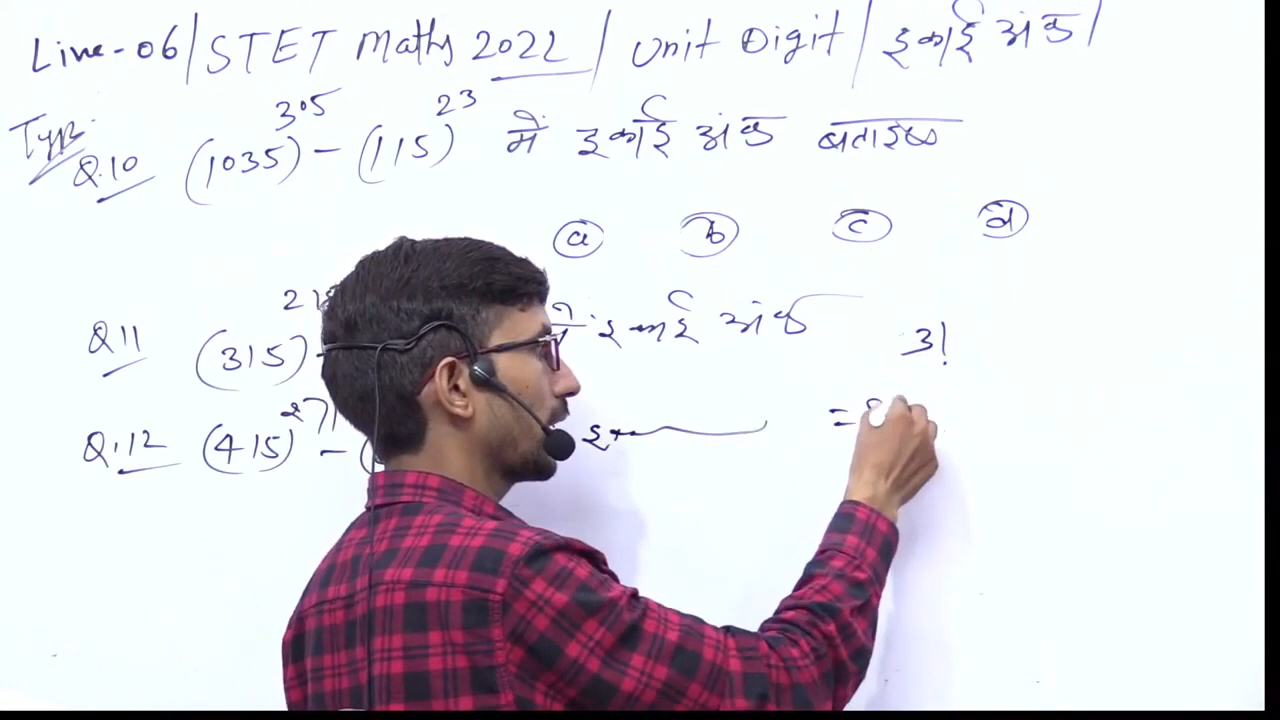 Live-06/STET Maths 2022/Unit Digit/इकाई अंक/
Type
Q.10 (1035)³⁰⁵ - (115)²³ में इकाई अंक बताइए
ⓐ ⓑ ⓒ ⓓ
Q11 (315) इकाई अंक 3!
Q.12 (415)²⁷¹ - ( =